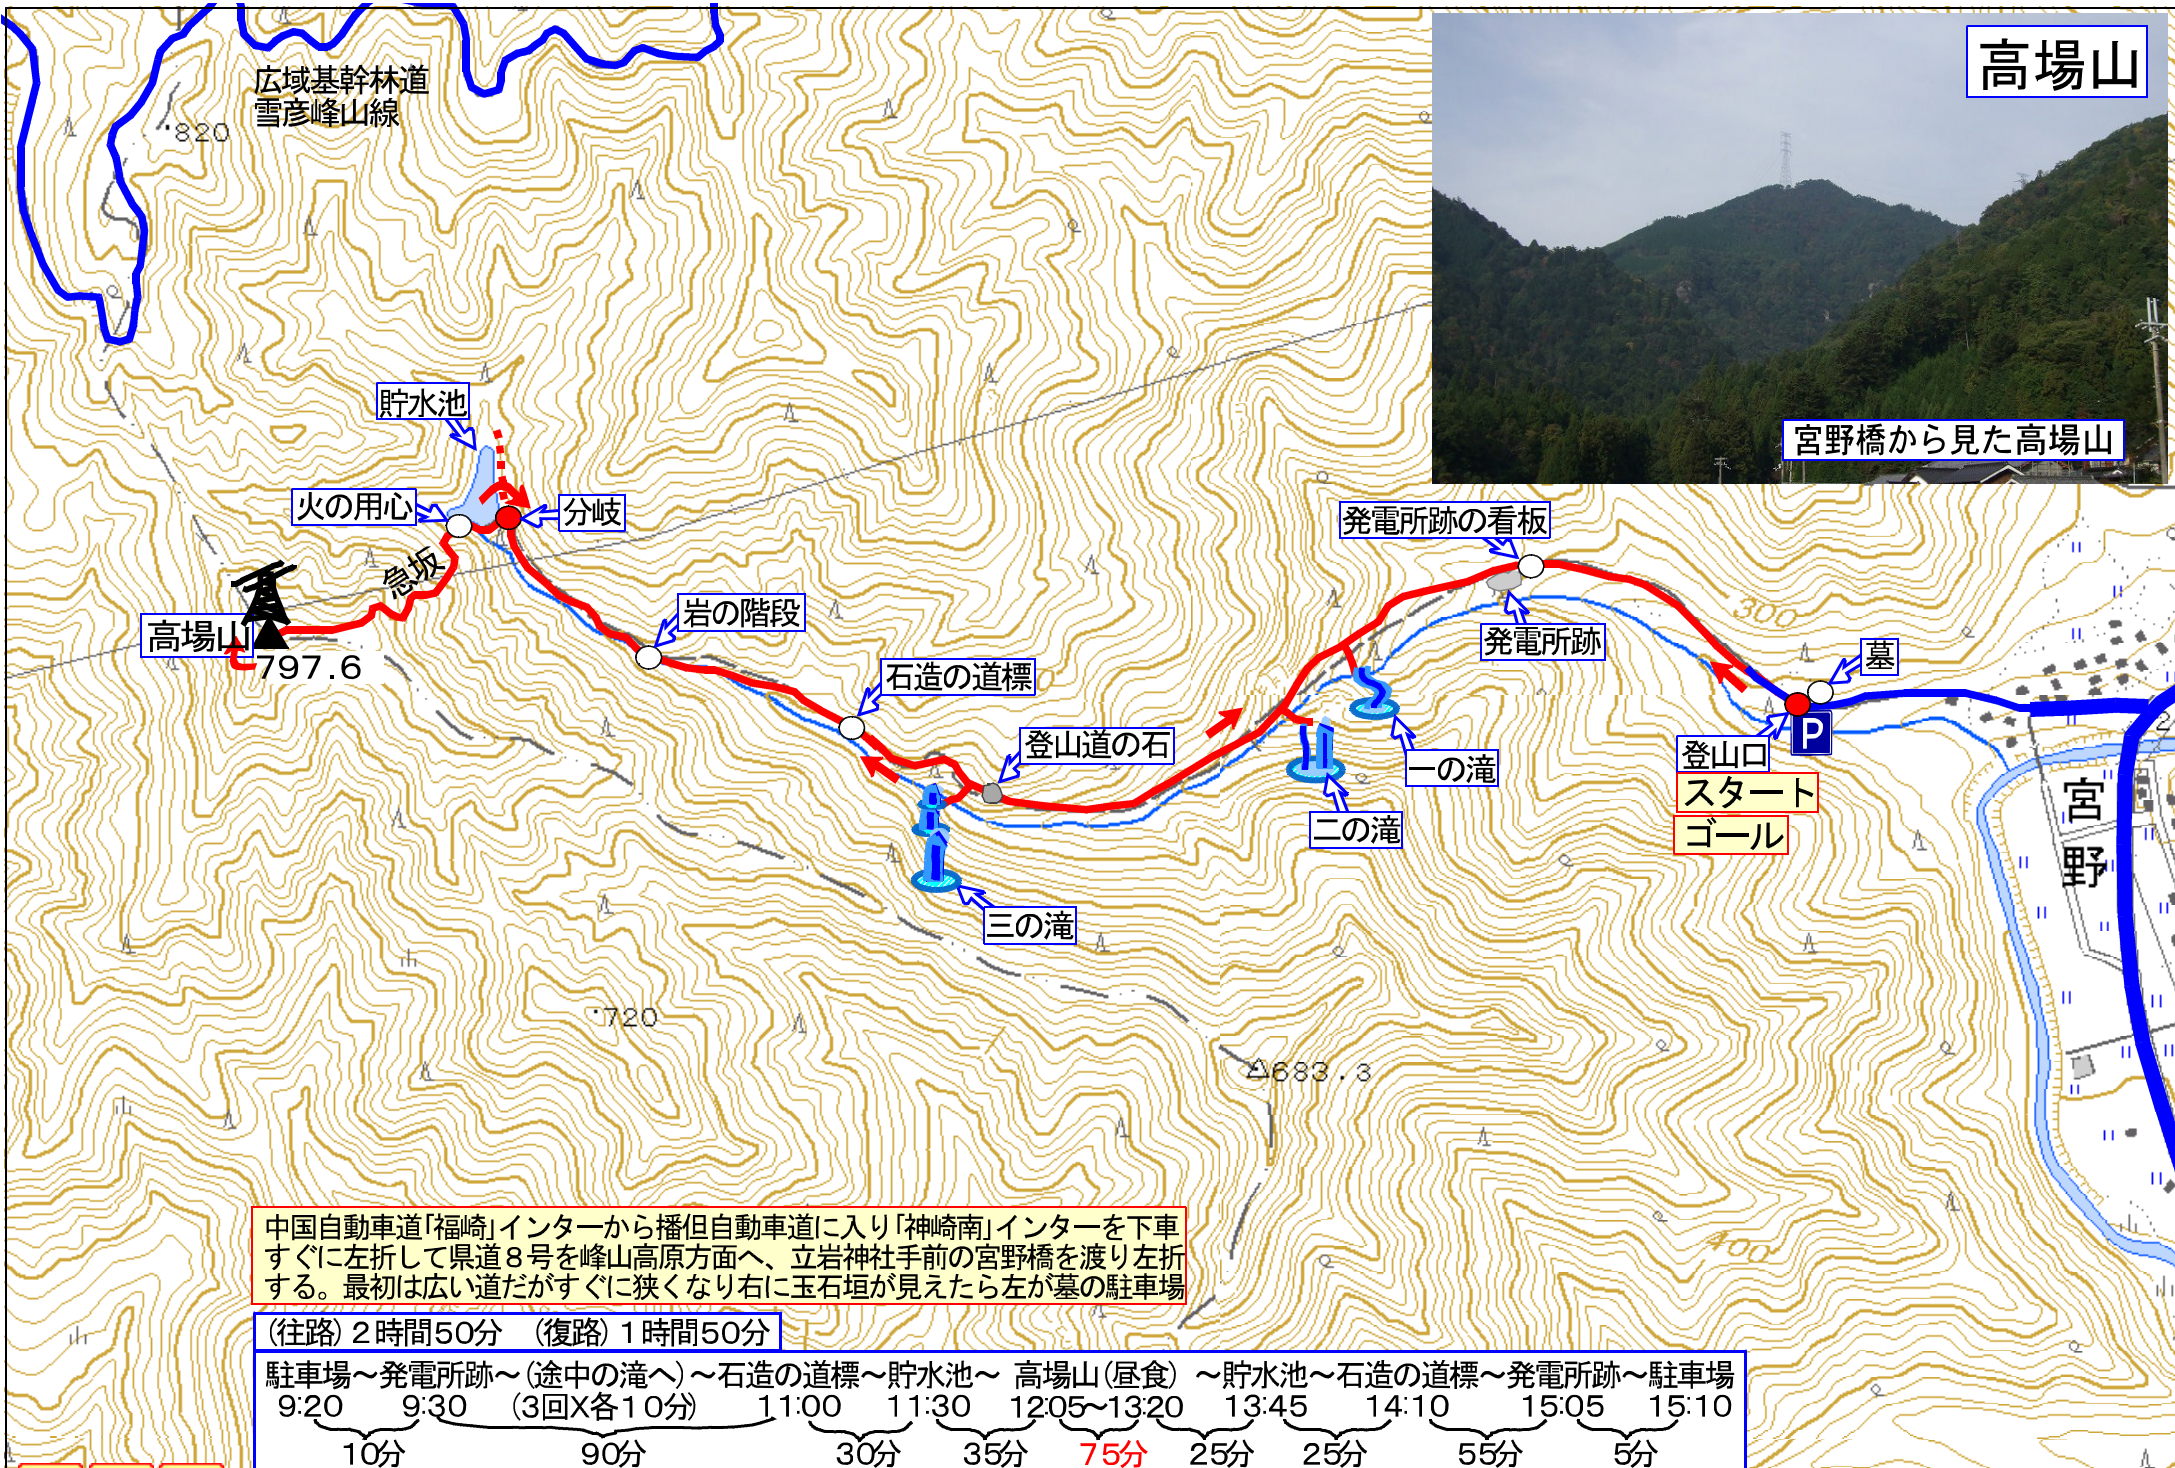 高場山
宮野橋から見た高場山
広域基幹林道
雪彦峰山線
820
貯水池
火の用心
分岐
急坂
高場山
797.6
岩の階段
石造の道標
登山道の石
三の滝
二の滝
一の滝
発電所跡の看板
発電所跡
300
墓
P
登山口
スタート
ゴール
宮野
720
683.3
400
中国自動車道「福崎」インターから播但自動車道に入り「神崎南」インターを下車
すぐに左折して県道8号を峰山高原方面へ、立岩神社手前の宮野橋を渡り左折
する。最初は広い道だがすぐに狭くなり右に玉石垣が見えたら左が墓の駐車場
(往路)2時間50分 (復路)1時間50分
駐車場~発電所跡~(途中の滝へ)~石造の道標~貯水池~ 高場山(昼食) ~貯水池~石造の道標~発電所跡~駐車場
9:20 9:30 (3回X各10分) 11:00 11:30 12:05~13:20 13:45 14:10 15:05 15:10
10分 90分 30分 35分 75分 25分 25分 55分 5分